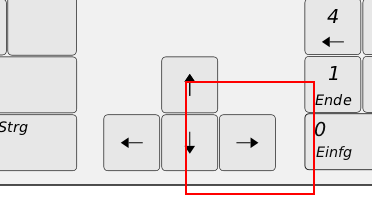 4
←
↑
1
Ende
Strg
← ↓ →
0
Einfg